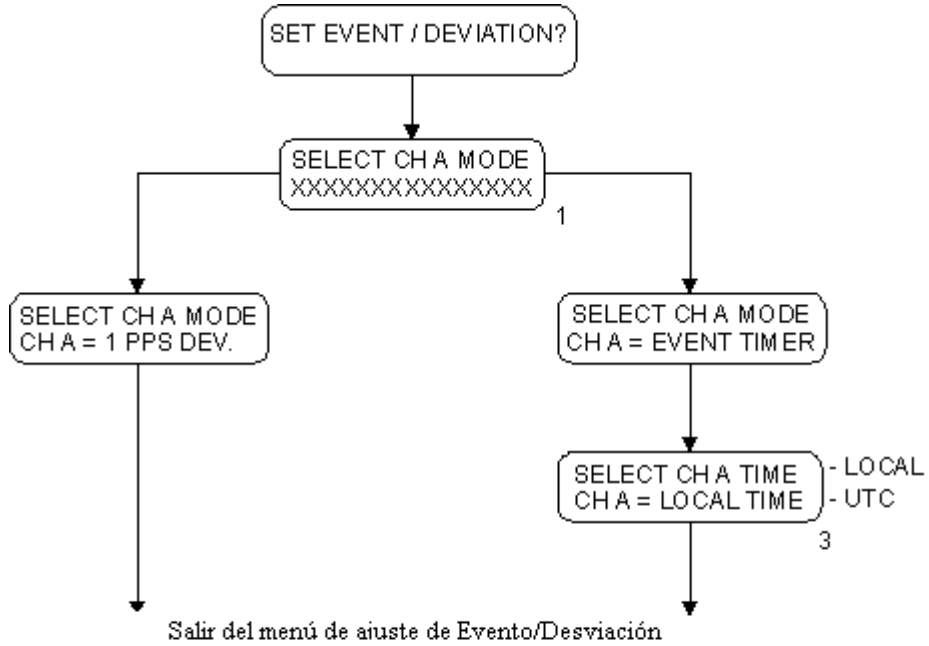 SET EVENT / DEVIATION?
SELECT CH A MODE
XXXXXXXXXXXXXXX
1
SELECT CH A MODE
CH A = 1 PPS DEV.
SELECT CH A MODE
CH A = EVENT TIMER
SELECT CH A TIME
CH A = LOCAL TIME
- LOCAL
- UTC
3
Salir del menú de aiuste de Evento/Desviación